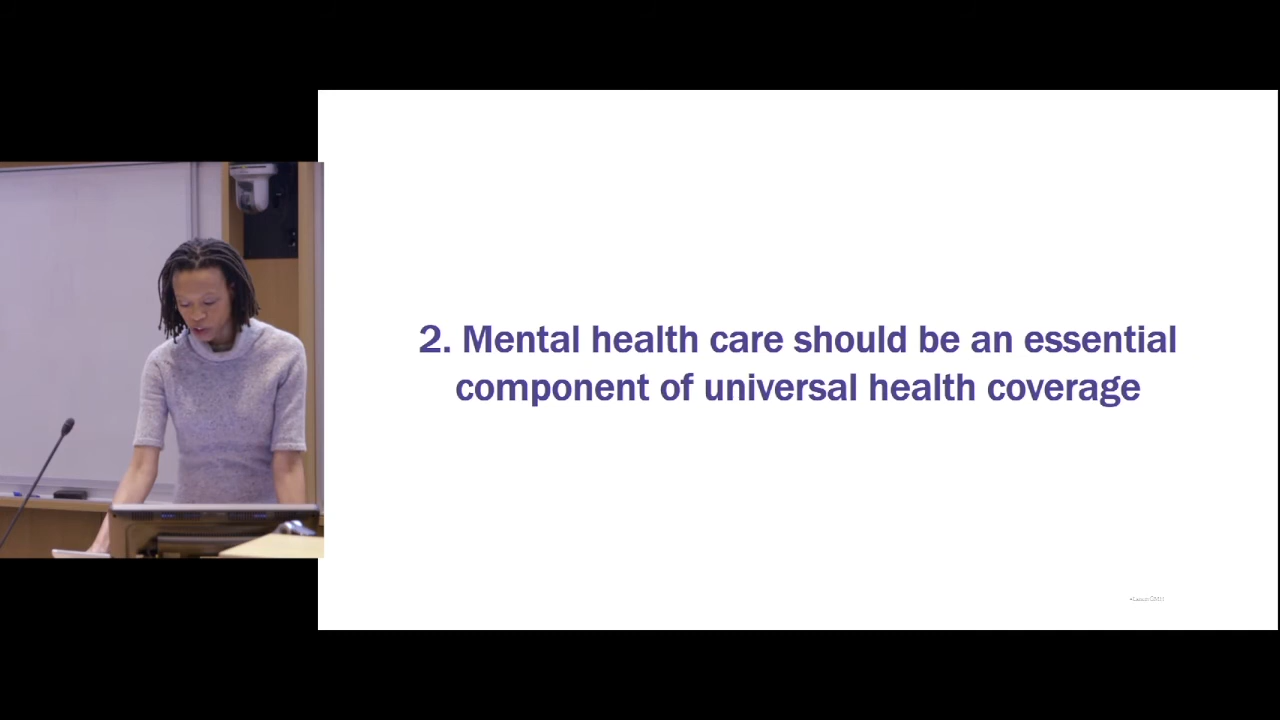 2. Mental health care should be an essential
component of universal health coverage